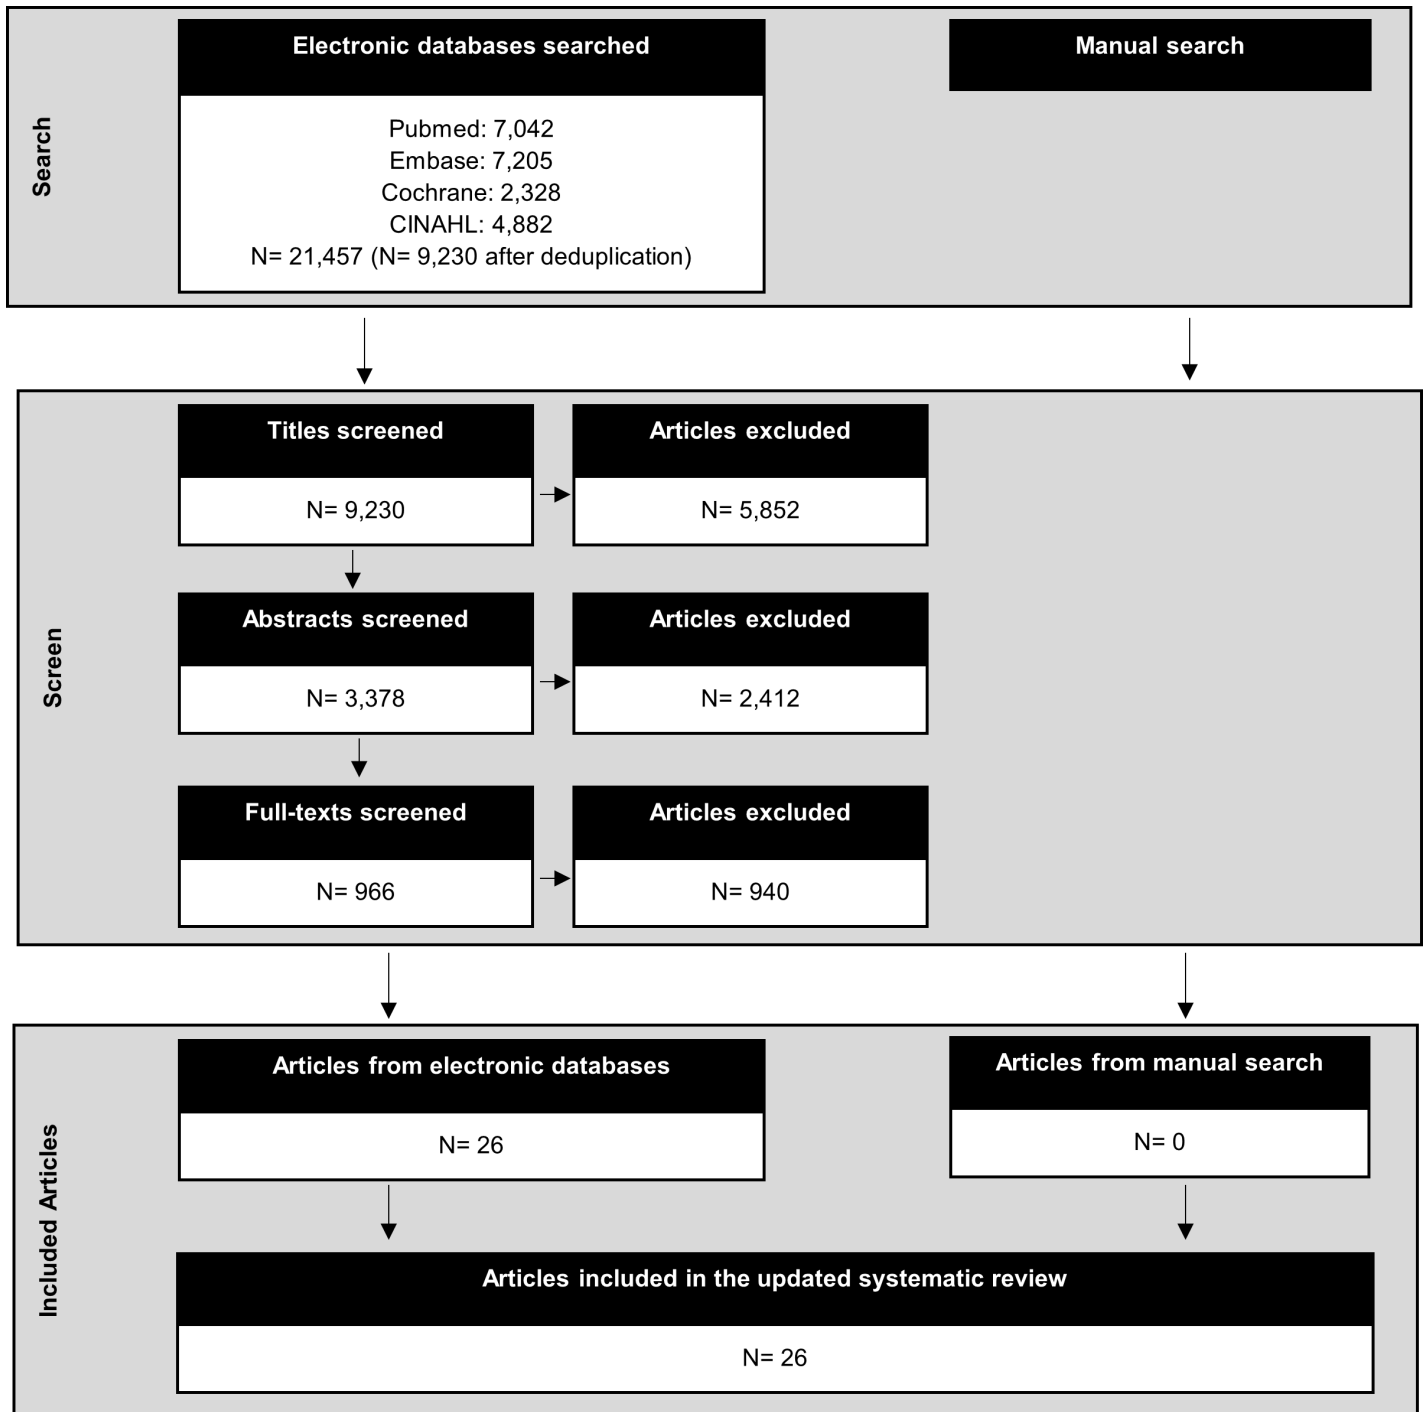 Search
Electronic databases searched
Pubmed: 7,042
Embase: 7,205
Cochrane: 2,328
CINAHL: 4,882
N= 21,457 (N= 9,230 after deduplication)
Manual search
Screen
Titles screened
N= 9,230
Articles excluded
N= 5,852
Abstracts screened
N= 3,378
Articles excluded
N= 2,412
Full-texts screened
N= 966
Articles excluded
N= 940
Included Articles
Articles from electronic databases
N= 26
Articles from manual search
N= 0
Articles included in the updated systematic review
N= 26